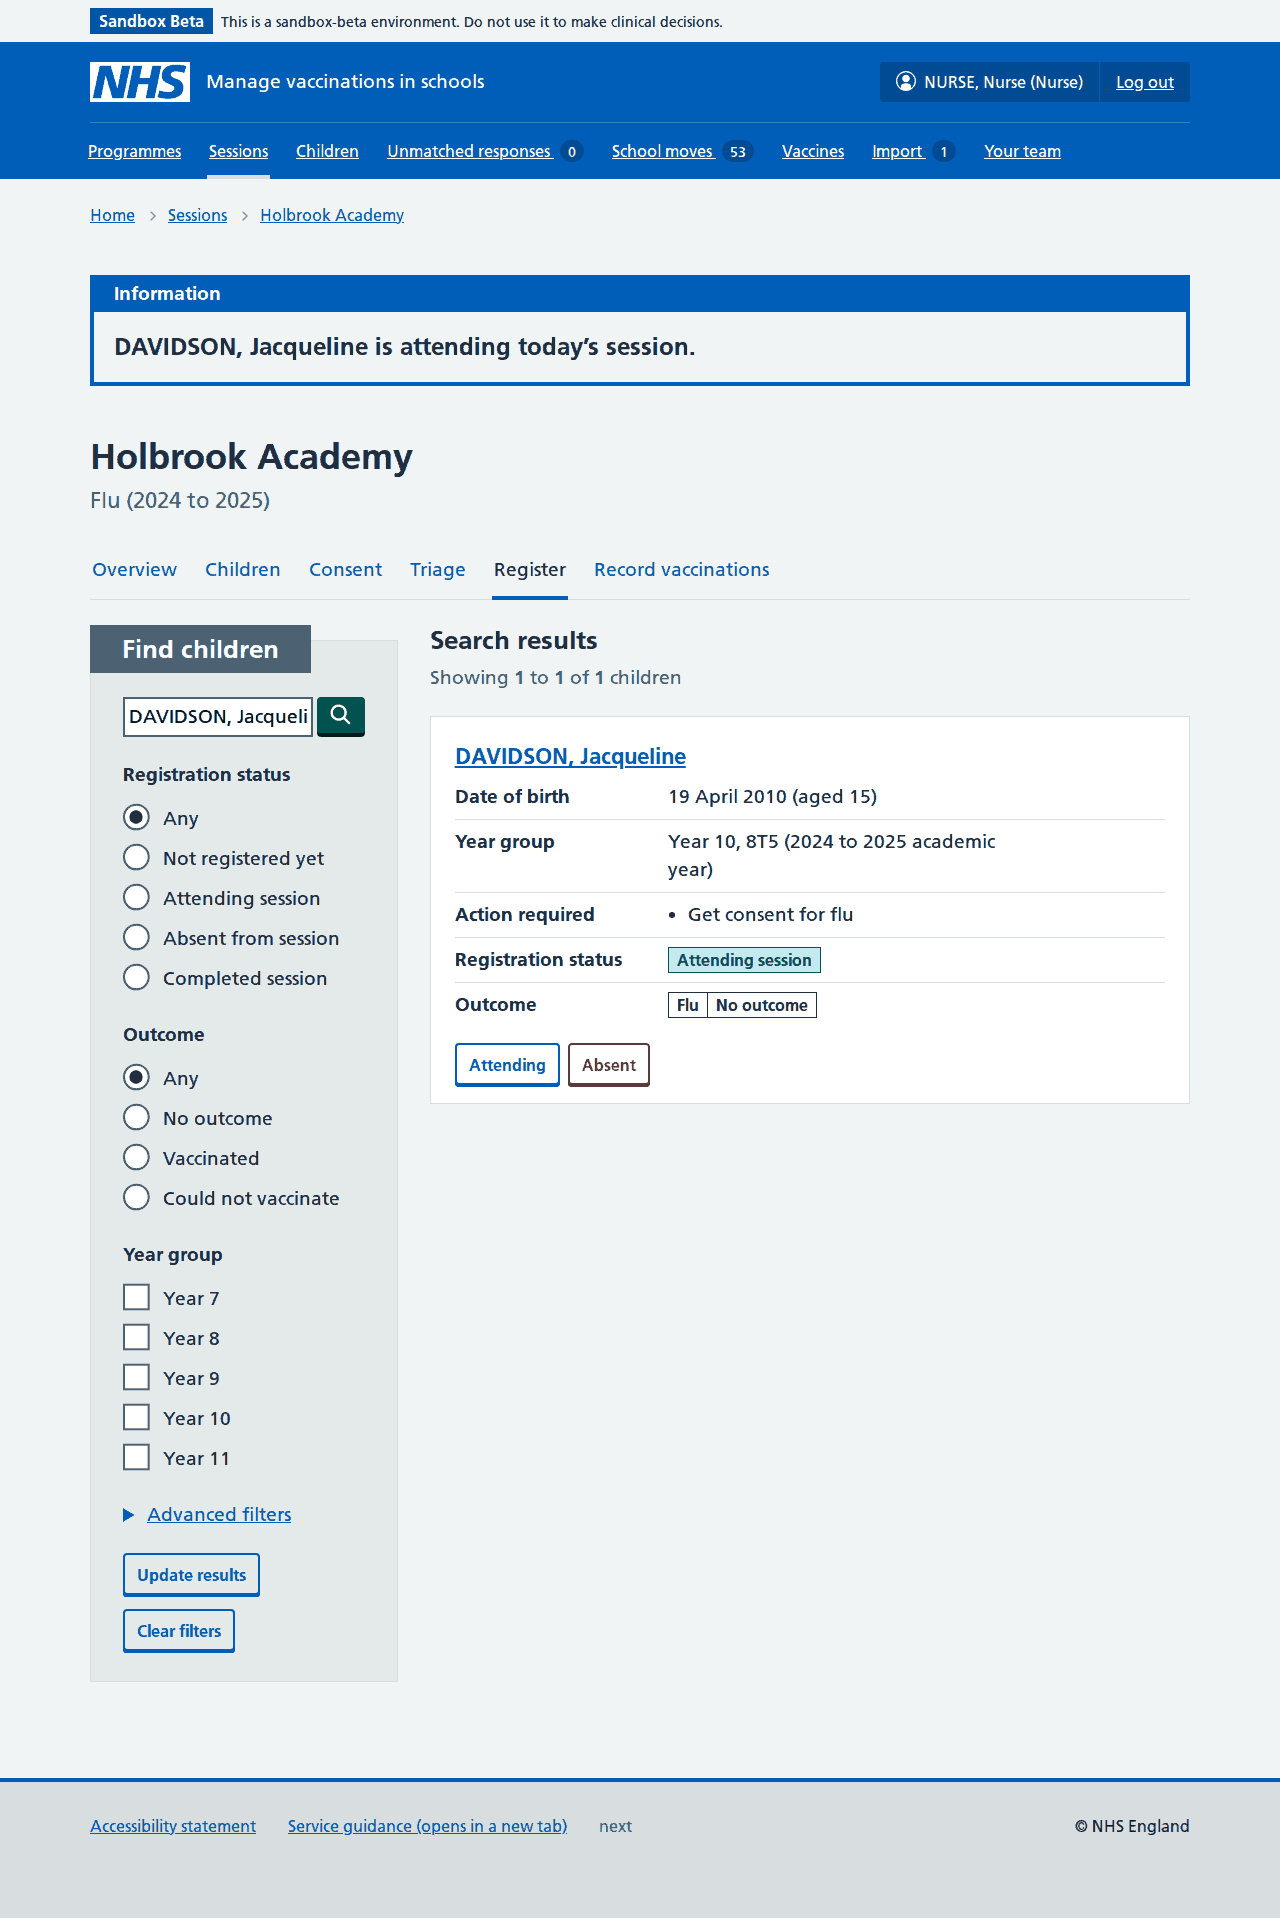 Sandbox Beta This is a sandbox-beta environment. Do not use it to make clinical decisions.
NHS Manage vaccinations in schools NURSE, Nurse (Nurse) Log out
Programmes Sessions Children Unmatched responses 0 School moves 53 Vaccines Import 1 Your team
Home Sessions Holbrook Academy
Information
DAVIDSON, Jacqueline is attending today’s session.
Holbrook Academy
Flu (2024 to 2025)
Overview Children Consent Triage Register Record vaccinations
Find children
DAVIDSON, Jacqueli
Registration status
Any
Not registered yet
Attending session
Absent from session
Completed session
Outcome
Any
No outcome
Vaccinated
Could not vaccinate
Year group
Year 7
Year 8
Year 9
Year 10
Year 11
Advanced filters
Update results
Clear filters
Search results
Showing 1 to 1 of 1 children
DAVIDSON, Jacqueline
Date of birth 19 April 2010 (aged 15)
Year group Year 10, 8T5 (2024 to 2025 academic
year)
Action required • Get consent for flu
Registration status Attending session
Outcome Flu No outcome
Attending Absent
Accessibility statement Service guidance (opens in a new tab) next © NHS England